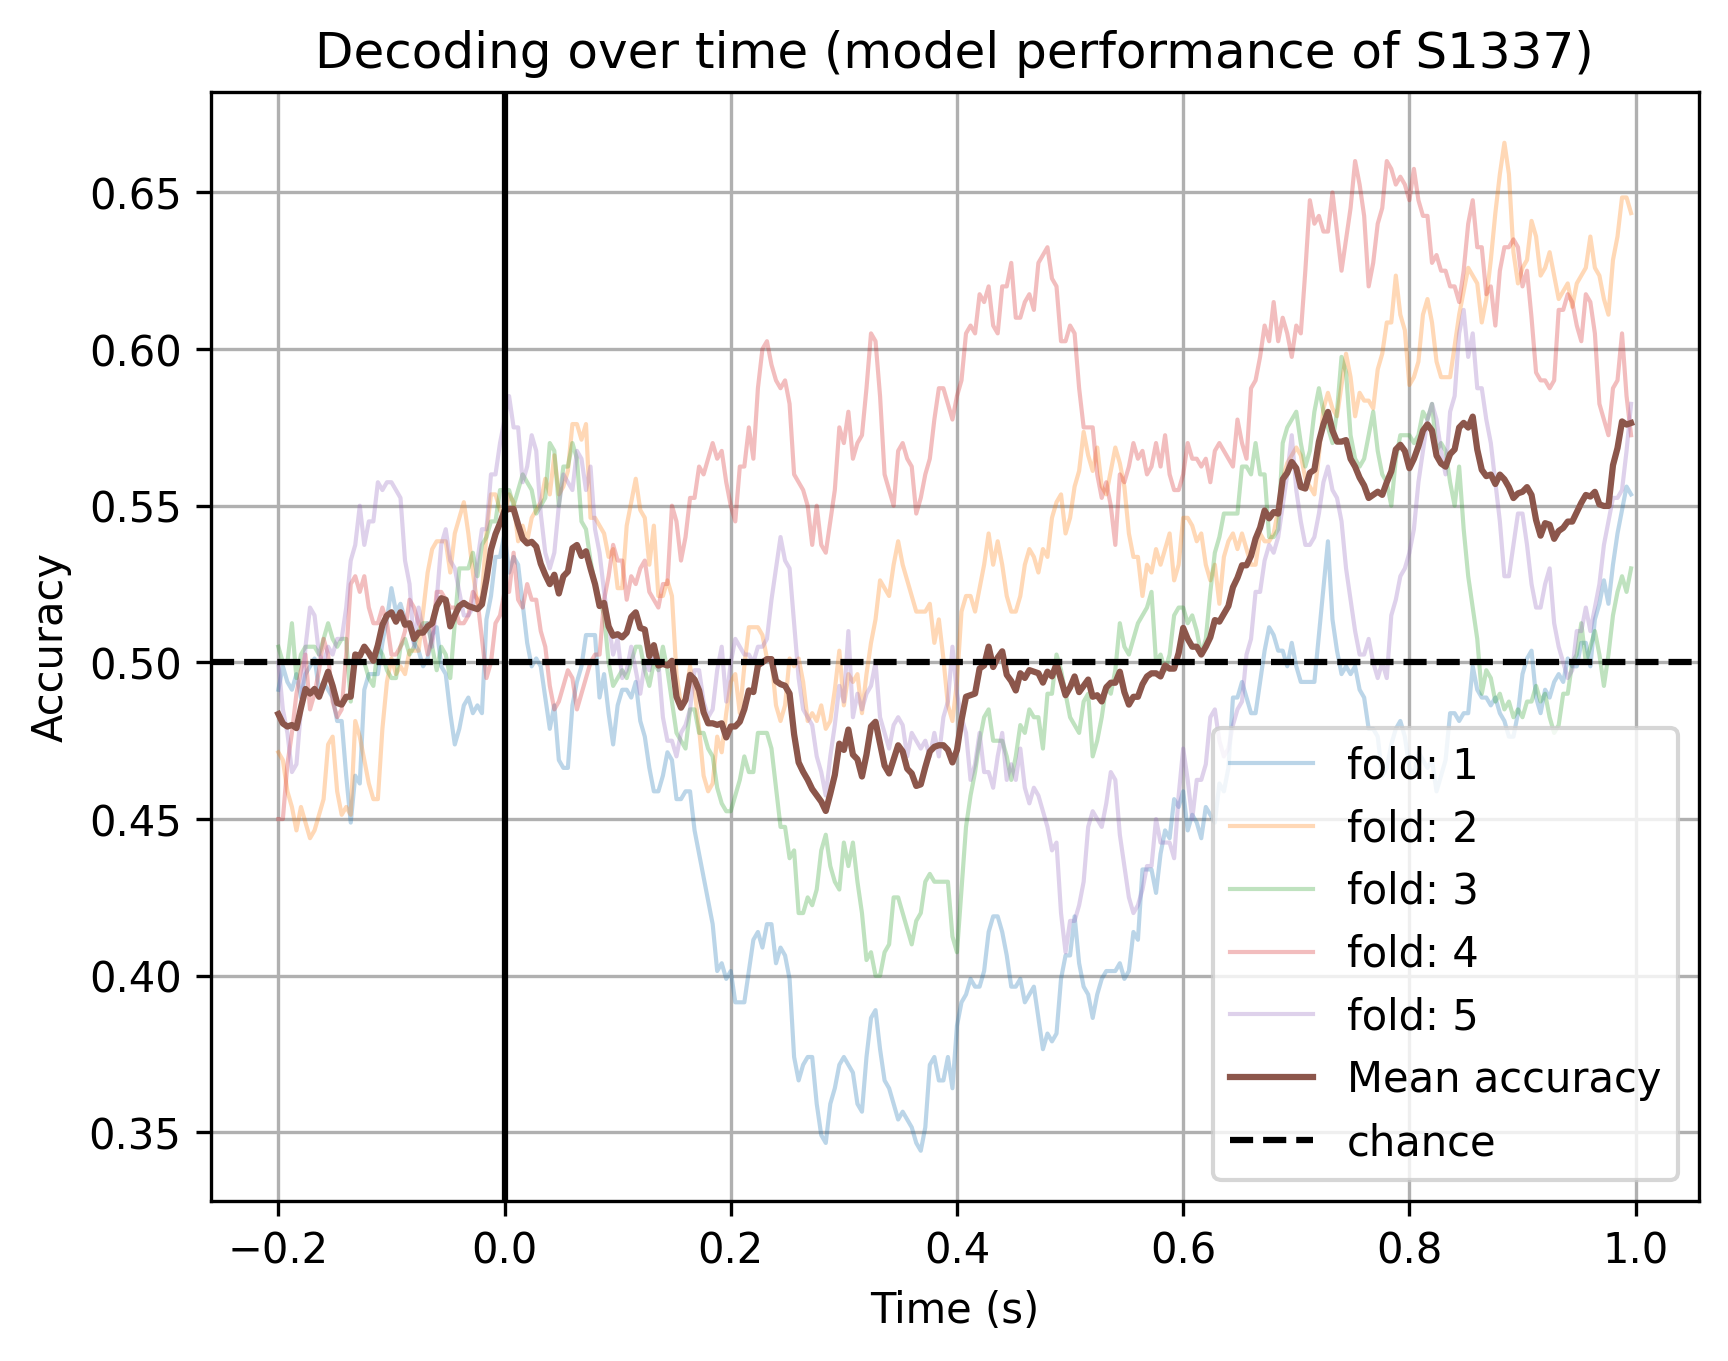 Decoding over time (model performance of S1337)
Accuracy
0.65
0.60
0.55
0.50
0.45
0.40
0.35
fold: 1
fold: 2
fold: 3
fold: 4
fold: 5
Mean accuracy
chance
−0.2
0.0
0.2
0.4
0.6
0.8
1.0
Time (s)